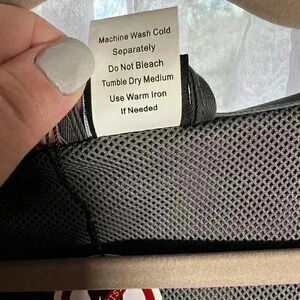 Machine Wash Cold
Separately
Do Not Bleach
Tumble Dry Medium
Use Warm Iron
If Needed